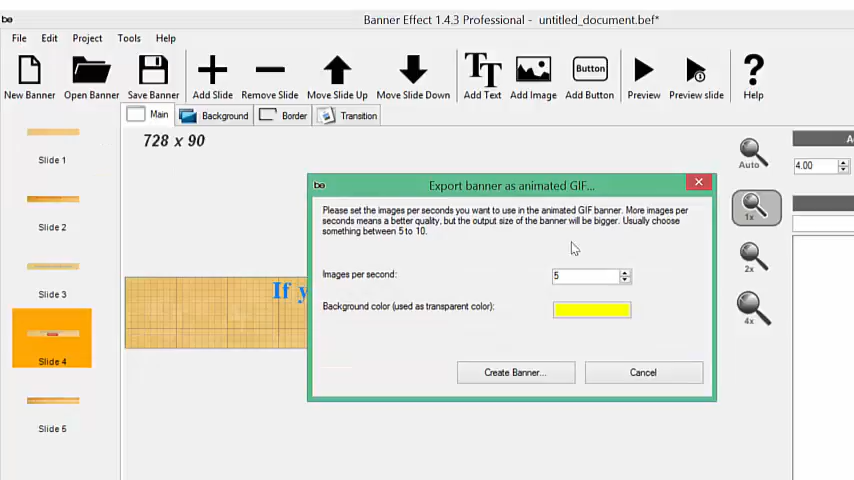 be Banner Effect 1.4.3 Professional - untitled_document.bef*
File Edit Project Tools Help
Button
New Banner Open Banner Save Banner Add Slide Remove Slide Move Slide Up Move Slide Down Add Text Add Image Add Button Preview Preview slide Help
Main Background Border Transition
728 x 90
Slide 1
Slide 2
Slide 3
Slide 4
Slide 5
If y
be Export banner as animated GIF...
Please set the images per seconds you want to use in the animated GIF banner. More images per
seconds means a better quality, but the output size of the banner will be bigger. Usually choose
something between 5 to 10.
Images per second: 5
Background color (used as transparent color):
Create Banner... Cancel
Auto
1x
2x
4x
4.00